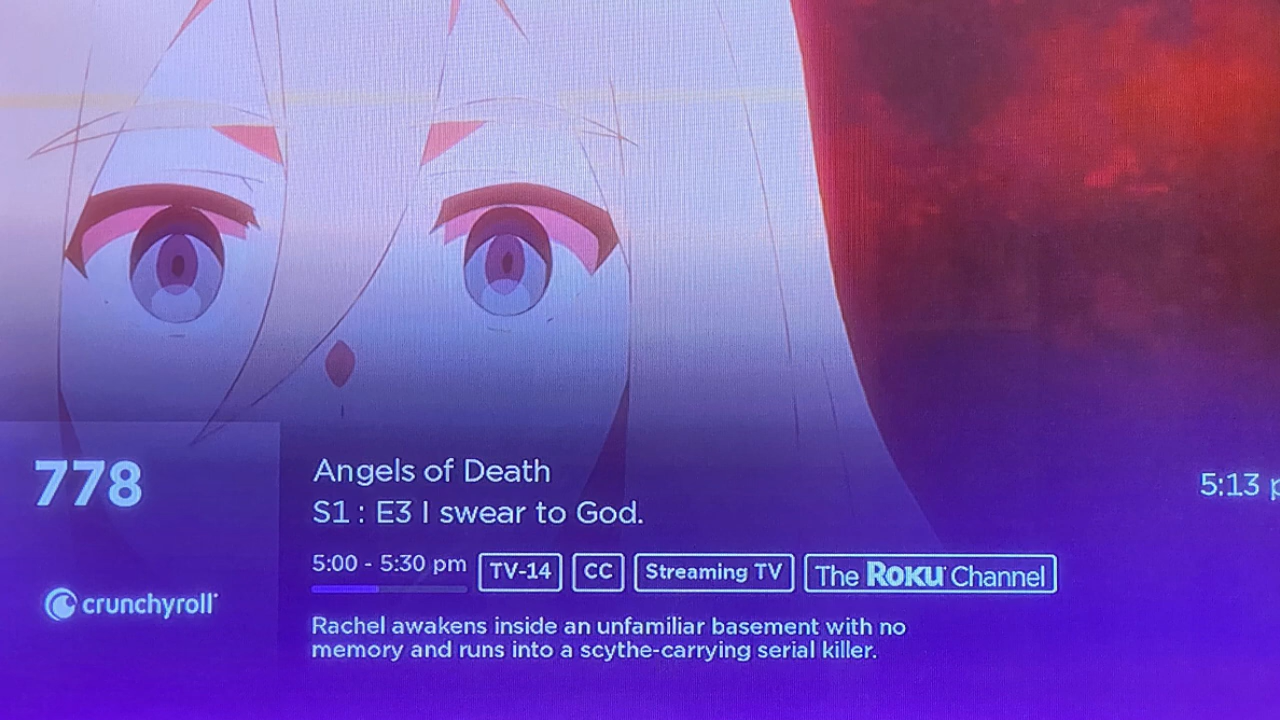 778
crunchyroll
Angels of Death
S1 : E3 I swear to God.
5:00 - 5:30 pm TV-14 CC Streaming TV The Roku Channel
Rachel awakens inside an unfamiliar basement with no
memory and runs into a scythe-carrying serial killer.
5:13 p